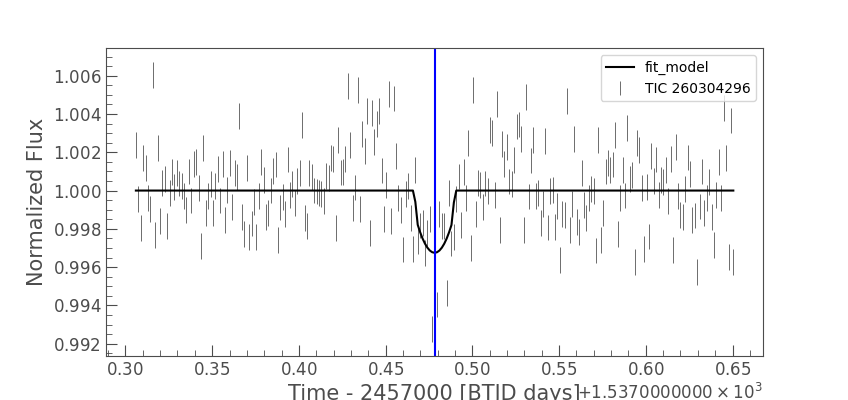 fit_model
TIC 260304296
Normalized Flux
1.006
1.004
1.002
1.000
0.998
0.996
0.994
0.992
0.30 0.35 0.40 0.45 0.50 0.55 0.60 0.65
Time - 2457000 [BTJD days]
+1.5370000000 × 10³